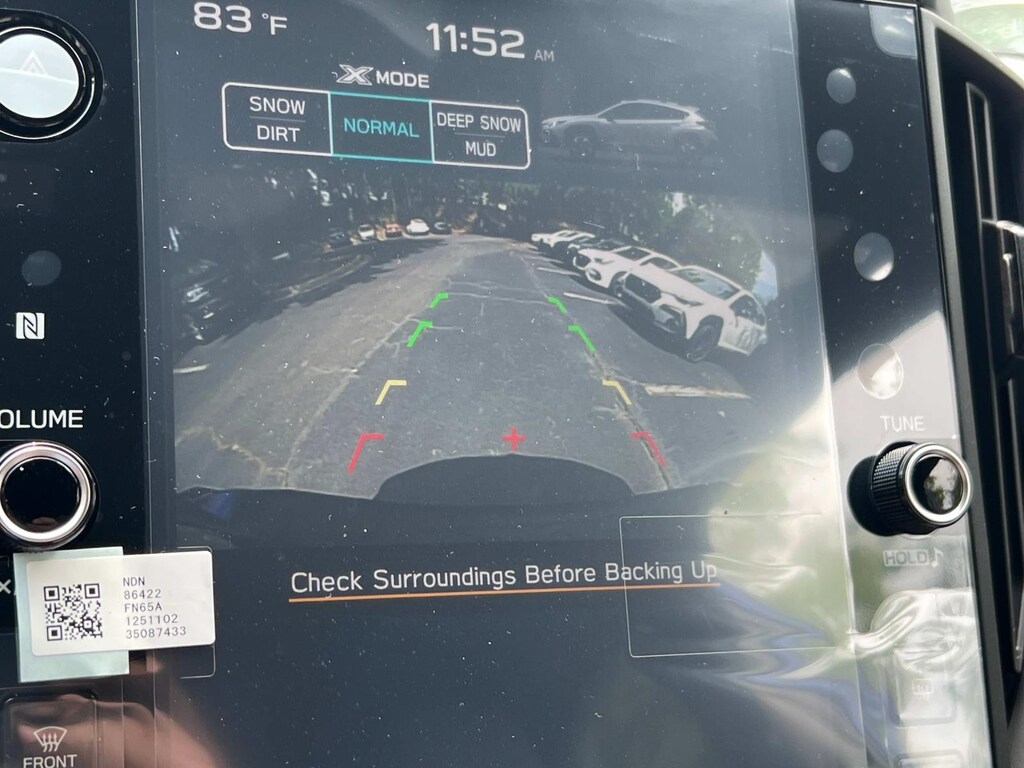 83 °F
11:52 AM
X MODE
SNOW
DIRT
NORMAL
DEEP SNOW
MUD
OLUME
TUNE
HOLD
NDN
86422
FN65A
1251102
35087433
Check Surroundings Before Backing Up
FRONT